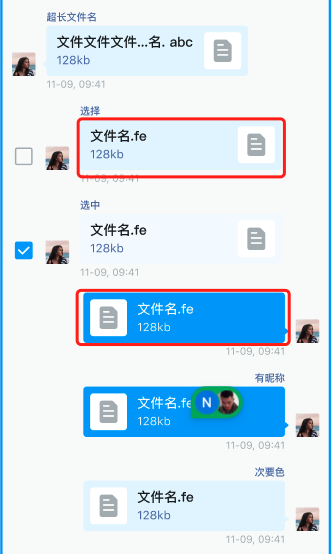 超长文件名
文件文件文件...名. abc
128kb
11-09, 09:41
选择
文件名.fe
128kb
11-09, 09:41
选中
文件名.fe
128kb
11-09, 09:41
文件名.fe
128kb
11-09, 09:41
有昵称
文件名.fe
N
128kb
11-09, 09:41
次要色
文件名.fe
128kb
11-09, 09:41